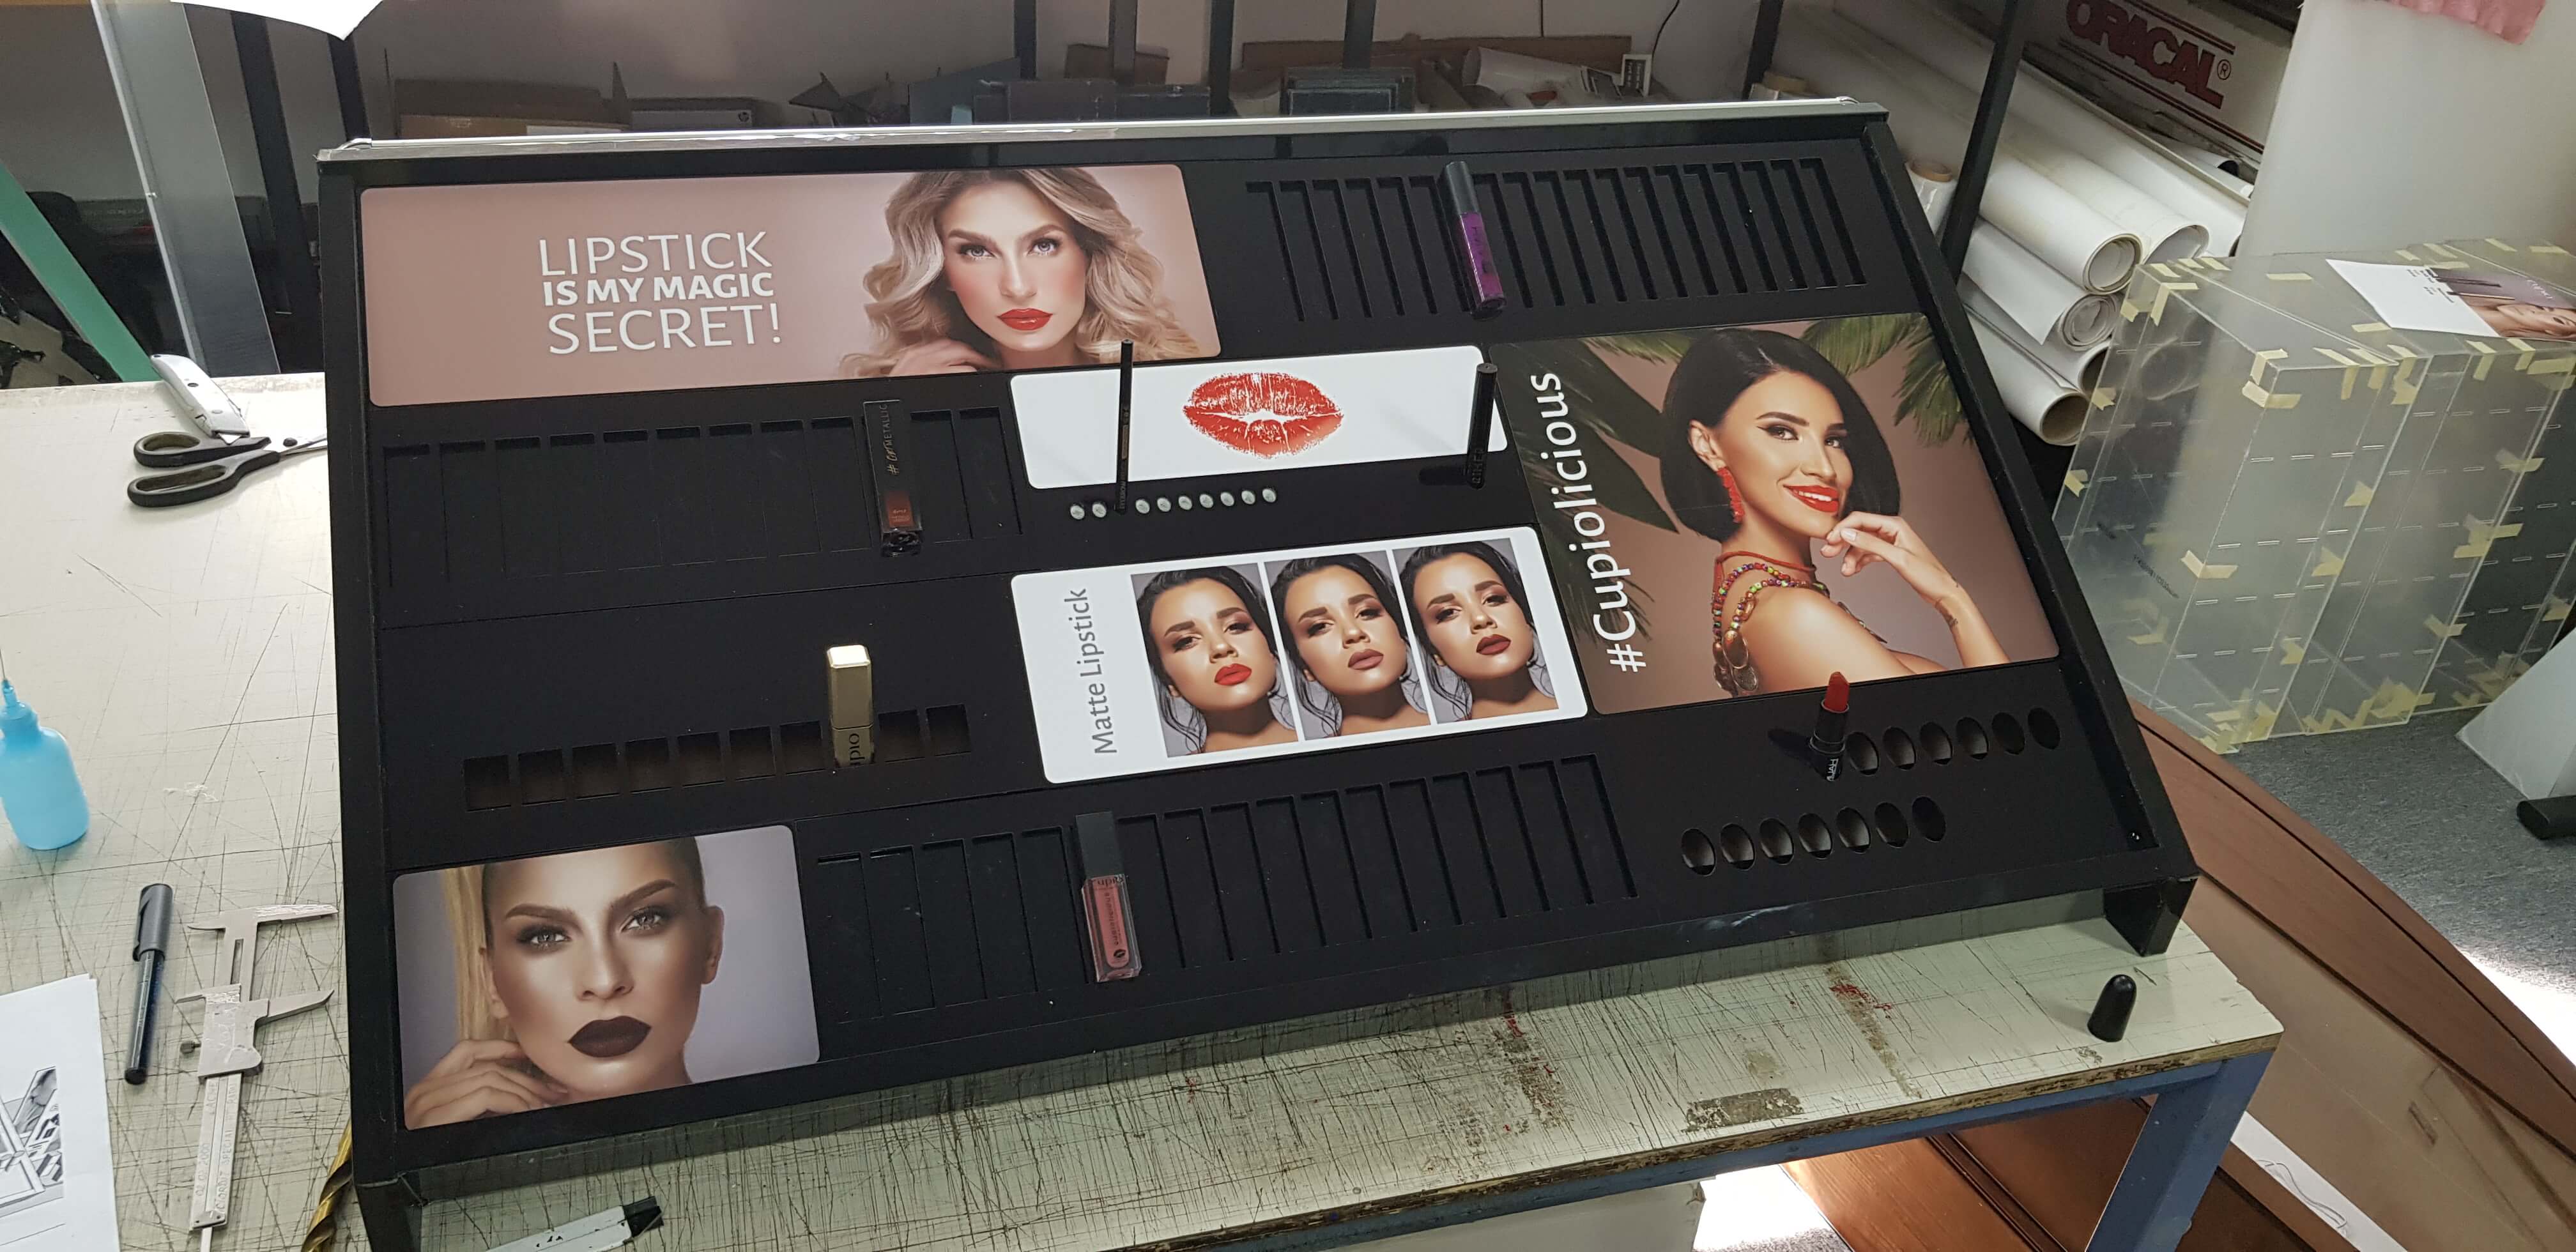 ORACAL®
LIPSTICK
IS MY MAGIC
SECRET!
#Cupiolicious
Matte Lipstick